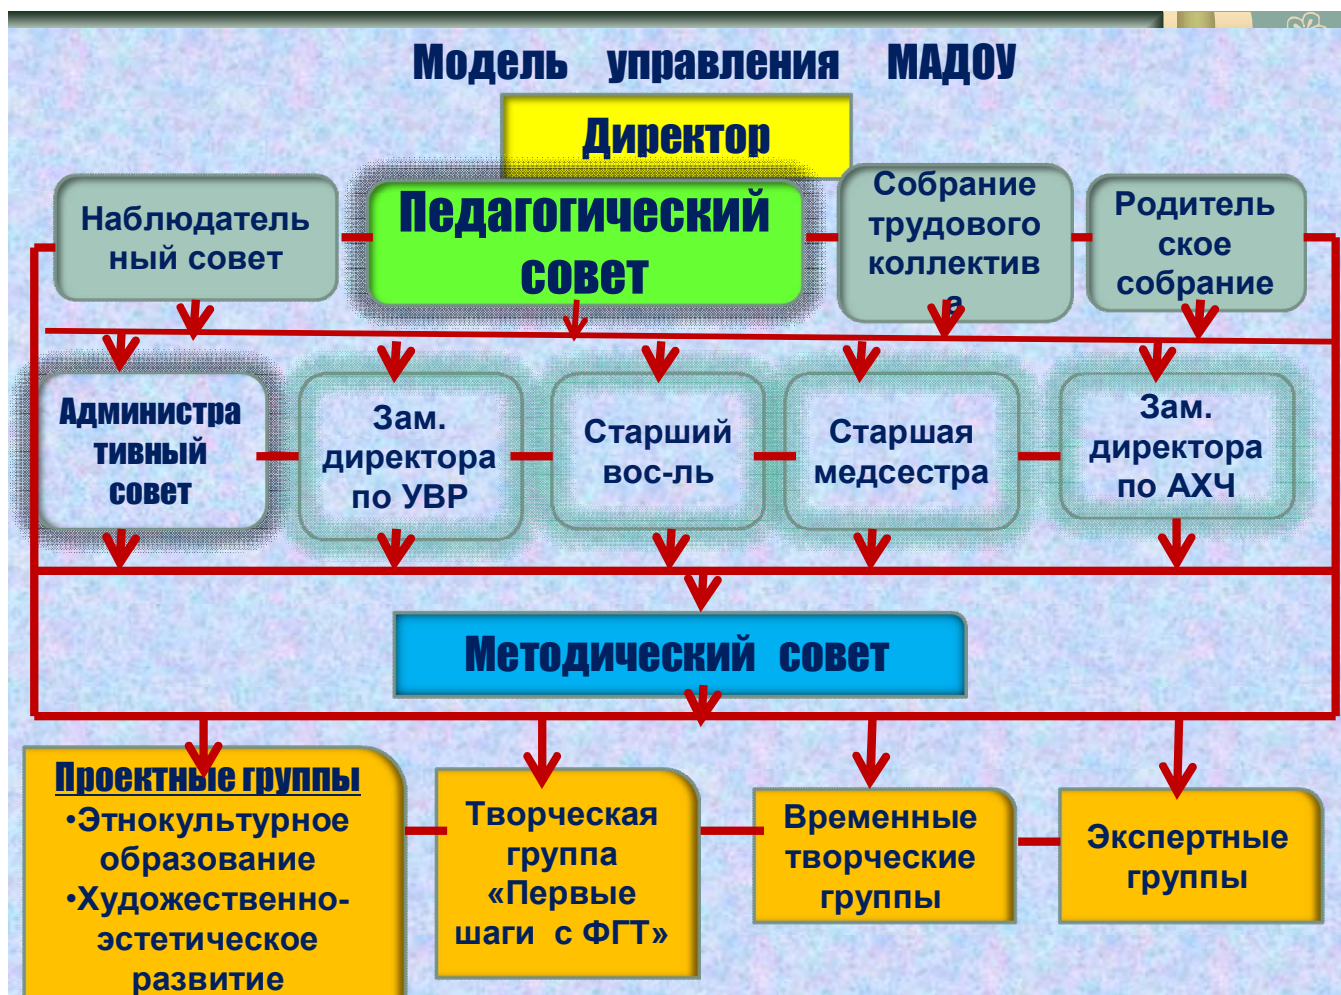 Модель управления МАДОУ
Директор
Наблюдатель
ный совет
Педагогический
совет
Собрание
трудового
коллектив
а
Родитель
ское
собрание
Администра
тивный
совет
Зам.
директора
по УВР
Старший
вос-ль
Старшая
медсестра
Зам.
директора
по АХЧ
Методический совет
Проектные группы
•Этнокультурное
образование
•Художественно-
эстетическое
развитие
Творческая
группа
«Первые
шаги с ФГТ»
Временные
творческие
группы
Экспертные
группы